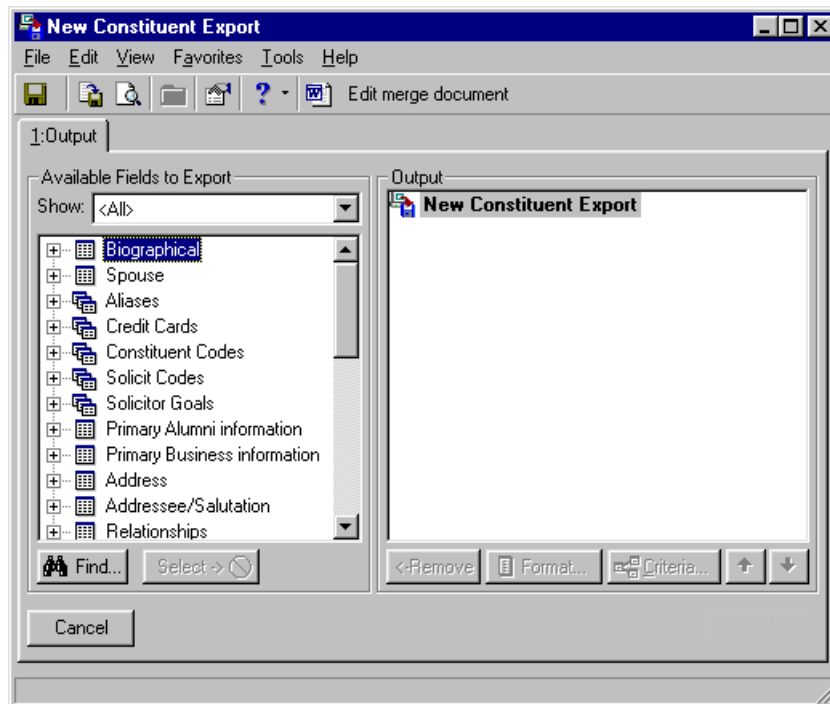 New Constituent Export
File Edit View Favorites Tools Help
? Edit merge document
1:Output
Available Fields to Export
Show: <All>
Biographical
Spouse
Aliases
Credit Cards
Constituent Codes
Solicit Codes
Solicitor Goals
Primary Alumni information
Primary Business information
Address
Addressee/Salutation
Relationships
Find... Select ->
Output
New Constituent Export
<-Remove Format... Criteria...
Cancel